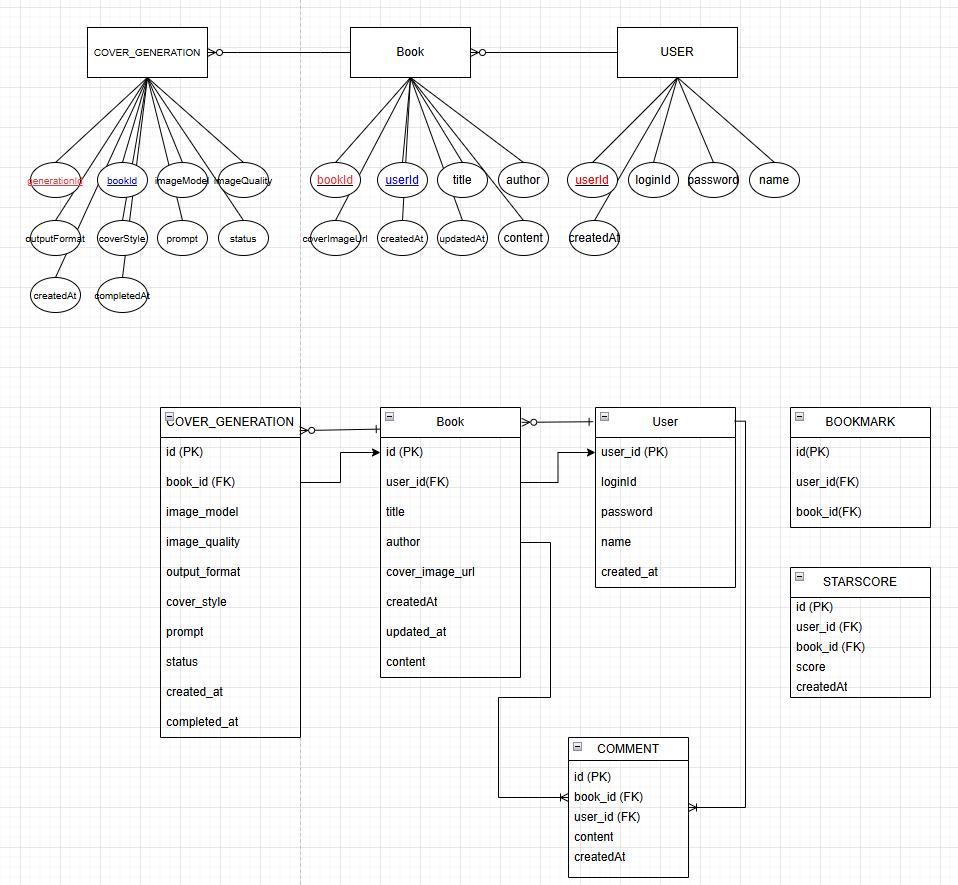 COVER_GENERATION
Book
USER
generationId
bookId
imageModel
imageQuality
bookId
userId
title
author
userId
loginId
password
name
outputFormat
coverStyle
prompt
status
coverImageUrl
createdAt
updatedAt
content
createdAt
createdAt
completedAt
COVER_GENERATION
id (PK)
book_id (FK)
image_model
image_quality
output_format
cover_style
prompt
status
created_at
completed_at
Book
id (PK)
user_id(FK)
title
author
cover_image_url
createdAt
updated_at
content
User
user_id (PK)
loginId
password
name
created_at
BOOKMARK
id(PK)
user_id(FK)
book_id(FK)
STARSCORE
id (PK)
user_id (FK)
book_id (FK)
score
createdAt
COMMENT
id (PK)
book_id (FK)
user_id (FK)
content
createdAt